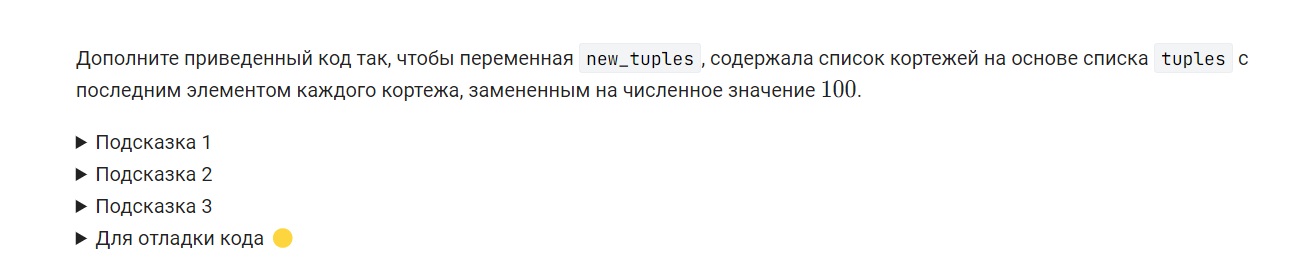 Дополните приведенный код так, чтобы переменная new_tuples, содержала список кортежей на основе списка tuples с
последним элементом каждого кортежа, замененным на численное значение 100.
Подсказка 1
Подсказка 2
Подсказка 3
Для отладки кода